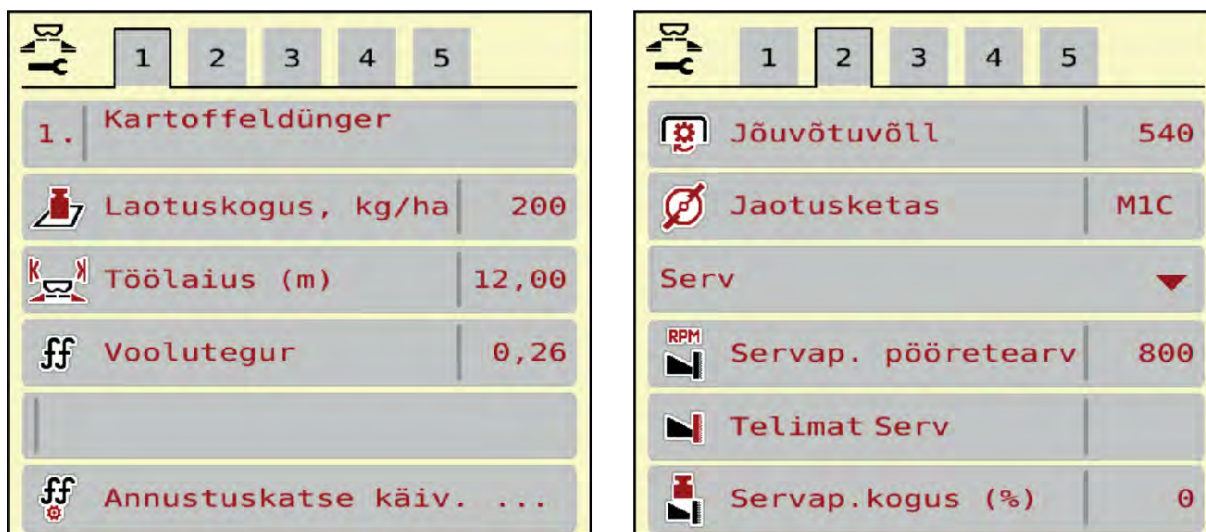 1 2 3 4 5
1. Kartoffeldünger
Laotuskogus, kg/ha 200
Töölaius (m) 12,00
ff Voolutegur 0,26
ff Annustuskatse käiv. ...
1 2 3 4 5
Jõuvõtuvõll 540
Jaotusketas M1C
Serv
RPM Servap. pööretearv 800
Telimat Serv
Servap.kogus (%) 0